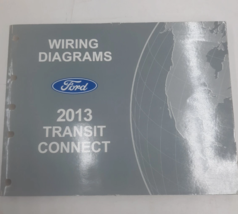 WIRING
DIAGRAMS
Ford
2013
TRANSIT
CONNECT